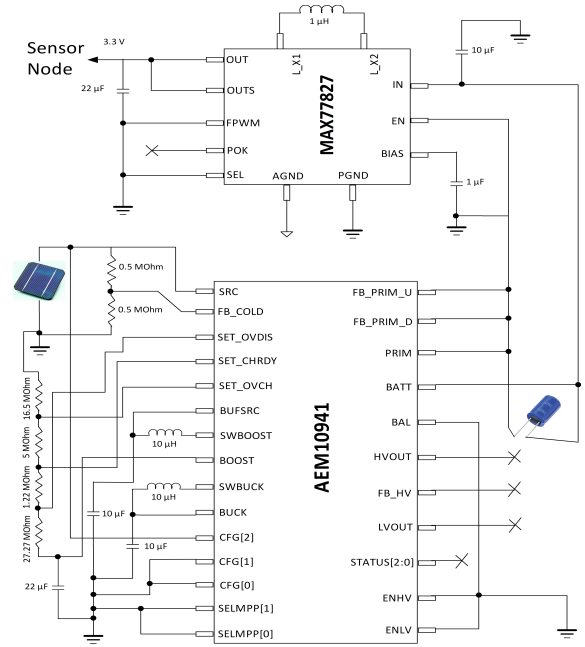 1 µH
3.3 V
Sensor
Node
22 µF
OUT
OUTS
FPWM
POK
SEL
L_X1
L_X2
MAX77827
AGND
PGND
IN
EN
BIAS
10 µF
1 µF
0.5 MOhm
0.5 MOhm
16.5 MOhm
5 MOhm
1.22 MOhm
27.27 MOhm
22 µF
10 µF
10 µF
10 µH
10 µH
SRC
FB_COLD
SET_OVDIS
SET_CHRDY
SET_OVCH
BUFSRC
SWBOOST
BOOST
SWBUCK
BUCK
CFG[2]
CFG[1]
CFG[0]
SELMPP[1]
SELMPP[0]
AEM10941
FB_PRIM_U
FB_PRIM_D
PRIM
BATT
BAL
HVOUT
FB_HV
LVOUT
STATUS[2:0]
ENHV
ENLV